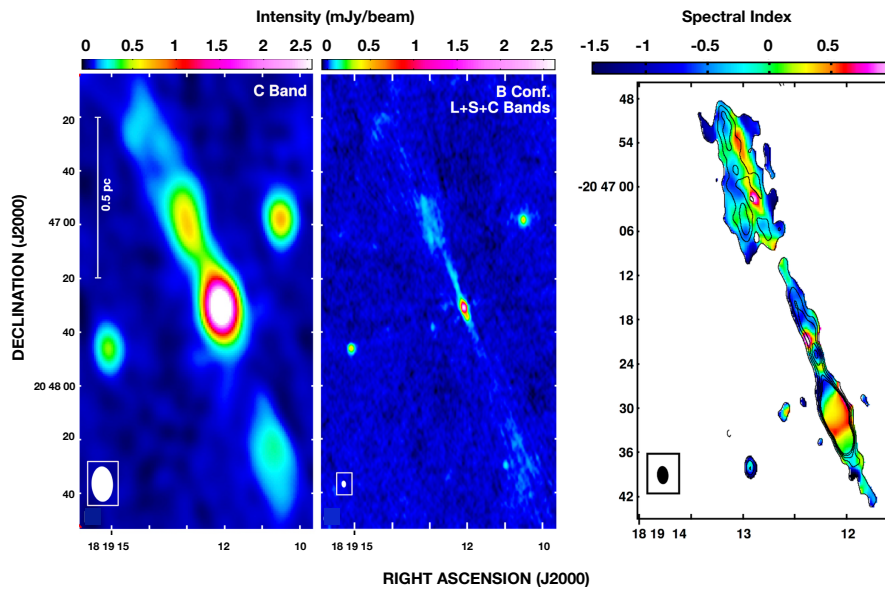 Intensity (mJy/beam)
Spectral Index
0 0.5 1 1.5 2 2.5
0 0.5 1 1.5 2 2.5
-1.5 -1 -0.5 0 0.5
C Band
B Conf.
L+S+C Bands
0.5 pc
DECLINATION (J2000)
20
40
47 00
20
40
20 48 00
20
40
48
54
-20 47 00
06
12
18
24
30
36
42
18 19 15 12 10
18 19 15 12 10
18 19 14 13 12
RIGHT ASCENSION (J2000)